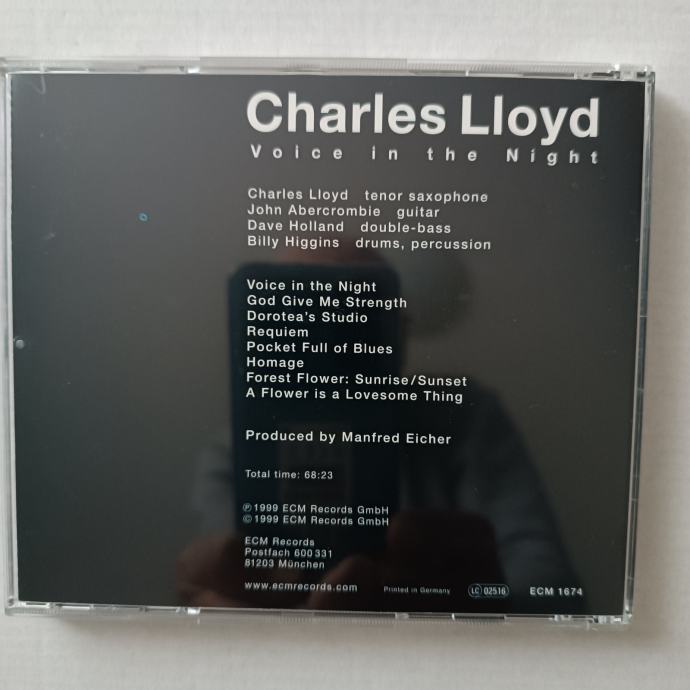 Charles Lloyd
Voice in the Night
Charles Lloyd tenor saxophone
John Abercrombie guitar
Dave Holland double-bass
Billy Higgins drums, percussion
Voice in the Night
God Give Me Strength
Dorotea's Studio
Requiem
Pocket Full of Blues
Homage
Forest Flower: Sunrise/Sunset
A Flower is a Lovesome Thing
Produced by Manfred Eicher
Total time: 68:23
℗ 1999 ECM Records GmbH
© 1999 ECM Records GmbH
ECM Records
Postfach 600 331
81203 München
www.ecmrecords.com Printed in Germany LC 02516 ECM 1674